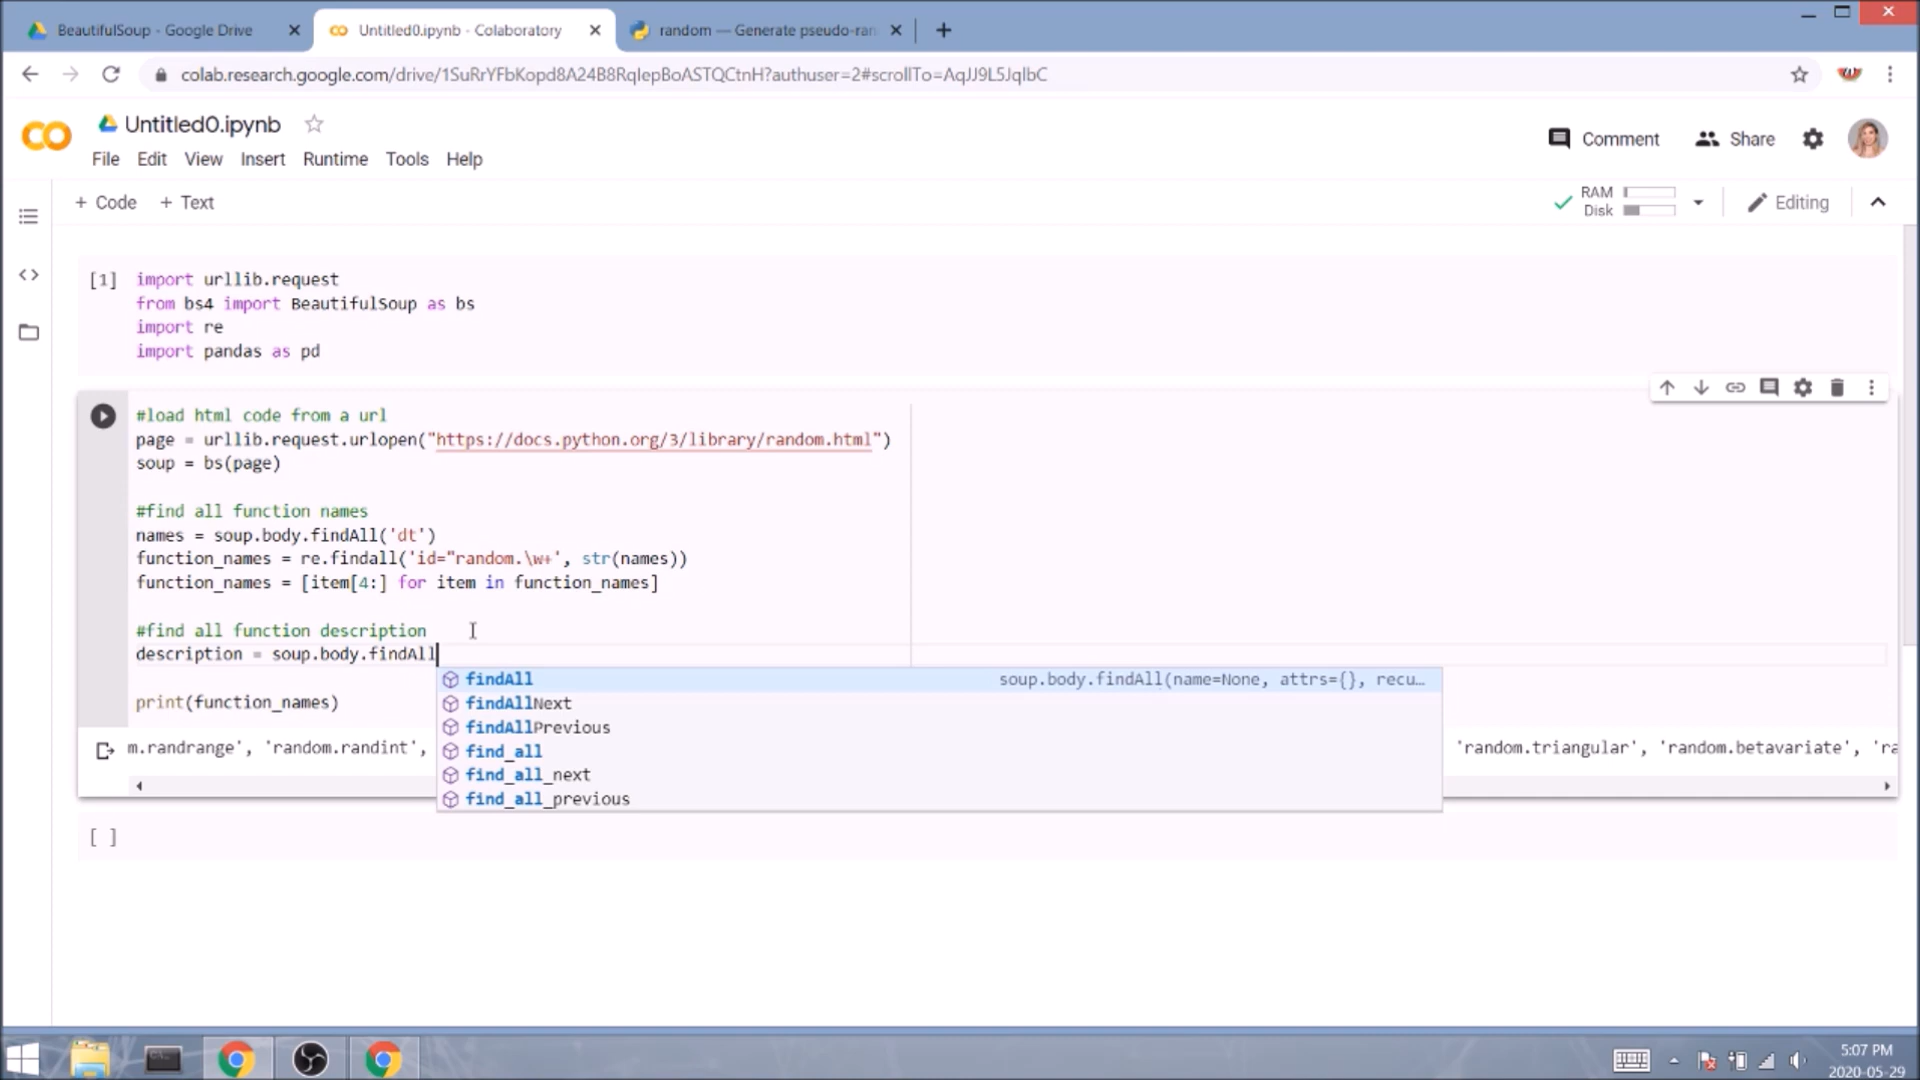 BeautifulSoup - Google Drive
Untitled0.ipynb - Colaboratory
random — Generate pseudo-ran
colab.research.google.com/drive/1SuRrYFbKopd8A24B8RqlepBoASTQCtnH?authuser=2#scrollTo=AqJJ9L5JqlbC
Untitled0.ipynb
Comment
Share
File Edit View Insert Runtime Tools Help
+ Code + Text
RAM
Disk
Editing
[1] import urllib.request
from bs4 import BeautifulSoup as bs
import re
import pandas as pd
#load html code from a url
page = urllib.request.urlopen("https://docs.python.org/3/library/random.html")
soup = bs(page)
#find all function names
names = soup.body.findAll('dt')
function_names = re.findall('id="random.\w+', str(names))
function_names = [item[4:] for item in function_names]
#find all function description
description = soup.body.findAll
findAll soup.body.findAll(name=None, attrs={}, recu…
findAllNext
print(function_names)
findAllPrevious
m.randrange', 'random.randint', 'random.triangular', 'random.betavariate', 'ra
find_all
find_all_next
find_all_previous
[ ]
5:07 PM
2020-05-29